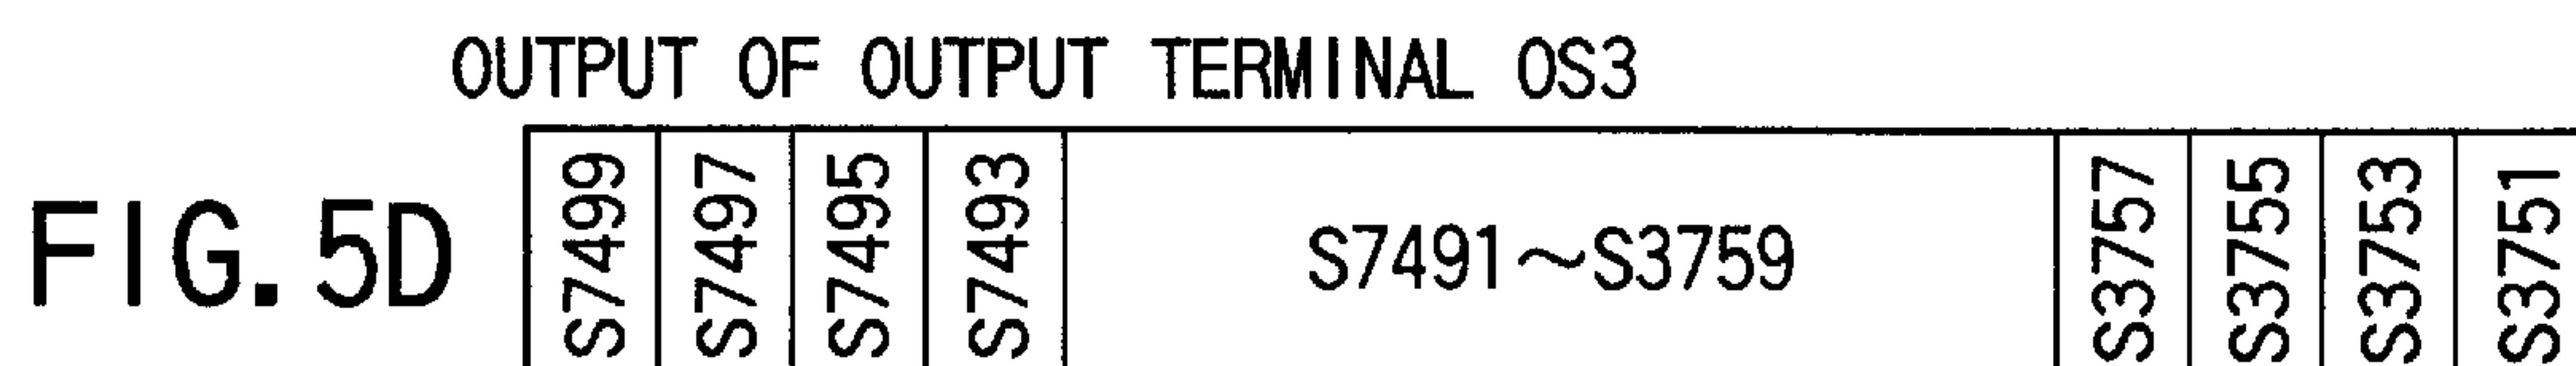 OUTPUT OF OUTPUT TERMINAL OS3
FIG. 5D
S7499
S7497
S7495
S7493
S7491~S3759
S3757
S3755
S3753
S3751